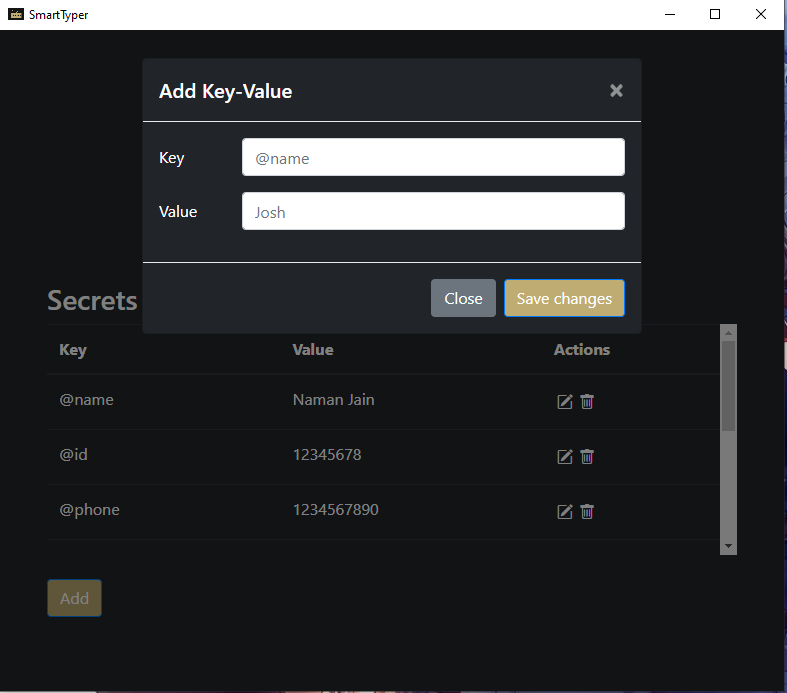 SmartTyper
Add Key-Value
Key @name
Value Josh
Close Save changes
Secrets
Key Value Actions
@name Naman Jain
@id 12345678
@phone 1234567890
Add